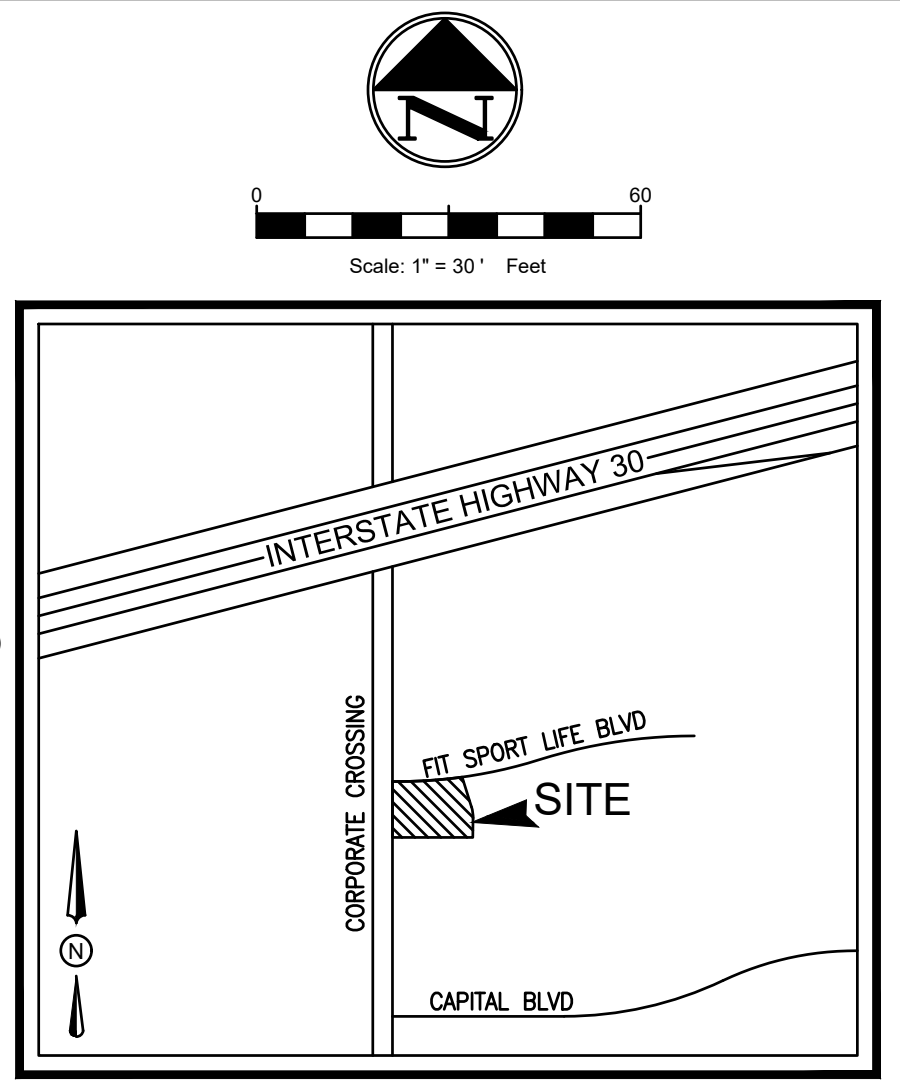 N
0 60
Scale: 1" = 30 ' Feet
INTERSTATE HIGHWAY 30
CORPORATE CROSSING
FIT SPORT LIFE BLVD
SITE
N
CAPITAL BLVD